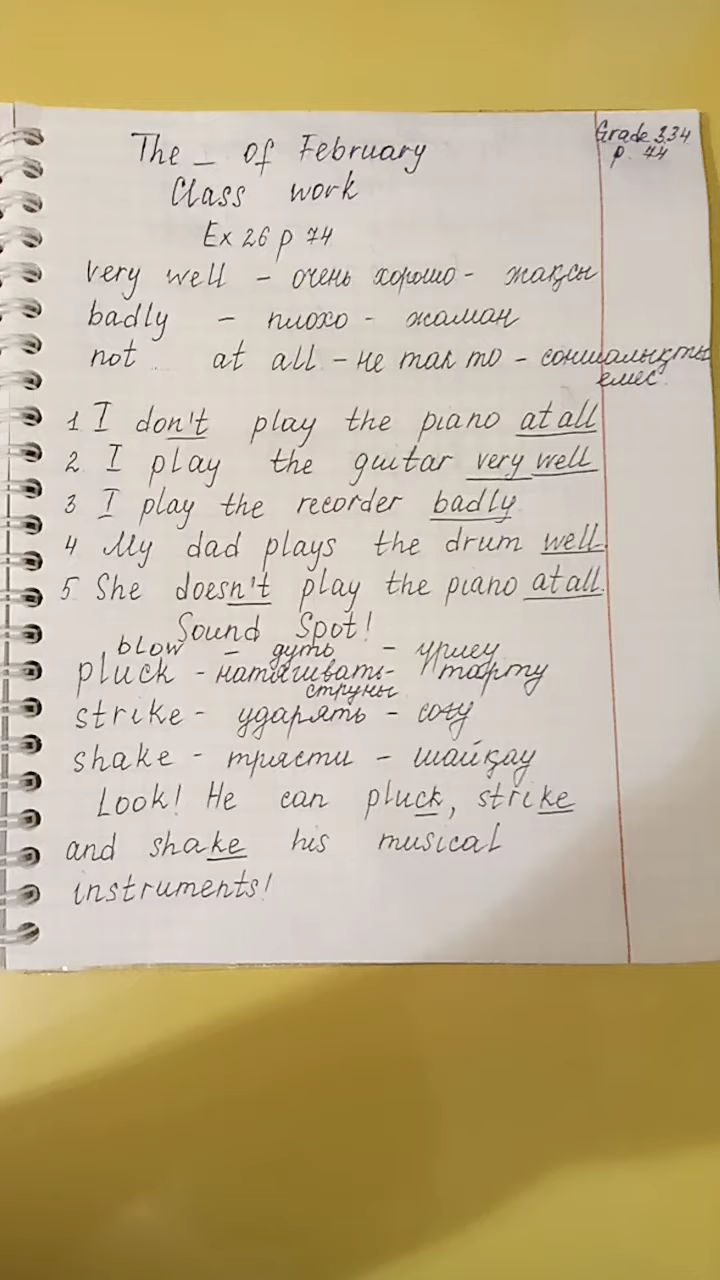 The _ of February
Grade 3.34
p. 74
Class work
Ex 26 p 74
very well - очень хорошо - жақсы
badly - плохо - жаман
not at all - не так то - соншалықты
емес
1 I don't play the piano at all
2 I play the guitar very well
3 I play the recorder badly
4 My dad plays the drum well.
5 She doesn't play the piano at all.
Sound Spot!
blow - дуть - үрлеу
pluck - натягивать - тарту
струны
strike - ударять - соғу
shake - трясти - шайқау
Look! He can pluck, strike
and shake his musical
instruments!